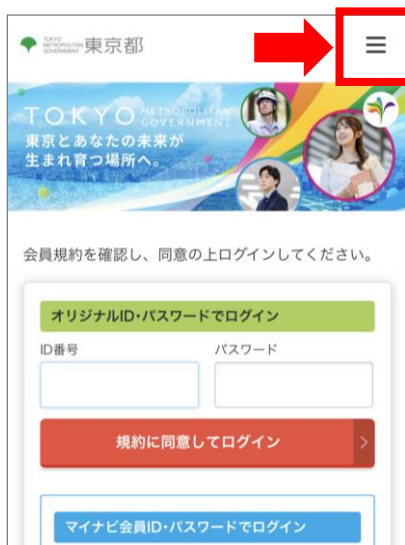 TOKYO
METROPOLITAN
GOVERNMENT
東京都
TOKYO METROPOLITAN
GOVERNMENT
東京とあなたの未来が
生まれ育つ場所へ。
会員規約を確認し、同意の上ログインしてください。
オリジナルID・パスワードでログイン
ID番号 パスワード
規約に同意してログイン
マイナビ会員ID・パスワードでログイン